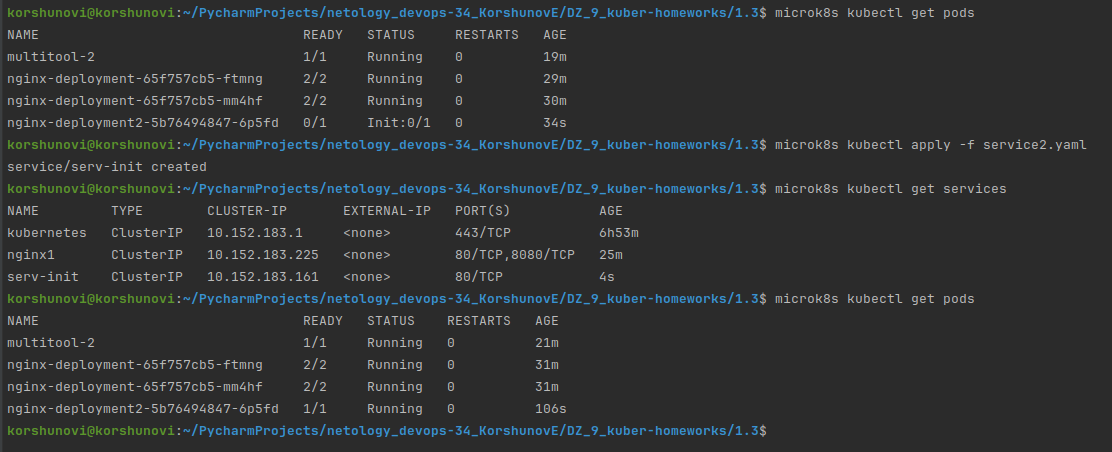 korshunovi@korshunovi:~/PycharmProjects/netology_devops-34_KorshunovE/DZ_9_kuber-homeworks/1.3$ microk8s kubectl get pods
NAME                                 READY   STATUS     RESTARTS   AGE
multitool-2                          1/1     Running    0          19m
nginx-deployment-65f757cb5-ftmng     2/2     Running    0          29m
nginx-deployment-65f757cb5-mm4hf     2/2     Running    0          30m
nginx-deployment2-5b76494847-6p5fd   0/1     Init:0/1   0          34s
korshunovi@korshunovi:~/PycharmProjects/netology_devops-34_KorshunovE/DZ_9_kuber-homeworks/1.3$ microk8s kubectl apply -f service2.yaml
service/serv-init created
korshunovi@korshunovi:~/PycharmProjects/netology_devops-34_KorshunovE/DZ_9_kuber-homeworks/1.3$ microk8s kubectl get services
NAME         TYPE        CLUSTER-IP       EXTERNAL-IP   PORT(S)           AGE
kubernetes   ClusterIP   10.152.183.1     <none>        443/TCP           6h53m
nginx1       ClusterIP   10.152.183.225   <none>        80/TCP,8080/TCP   25m
serv-init    ClusterIP   10.152.183.161   <none>        80/TCP            4s
korshunovi@korshunovi:~/PycharmProjects/netology_devops-34_KorshunovE/DZ_9_kuber-homeworks/1.3$ microk8s kubectl get pods
NAME                                 READY   STATUS    RESTARTS   AGE
multitool-2                          1/1     Running   0          21m
nginx-deployment-65f757cb5-ftmng     2/2     Running   0          31m
nginx-deployment-65f757cb5-mm4hf     2/2     Running   0          31m
nginx-deployment2-5b76494847-6p5fd   1/1     Running   0          106s
korshunovi@korshunovi:~/PycharmProjects/netology_devops-34_KorshunovE/DZ_9_kuber-homeworks/1.3$